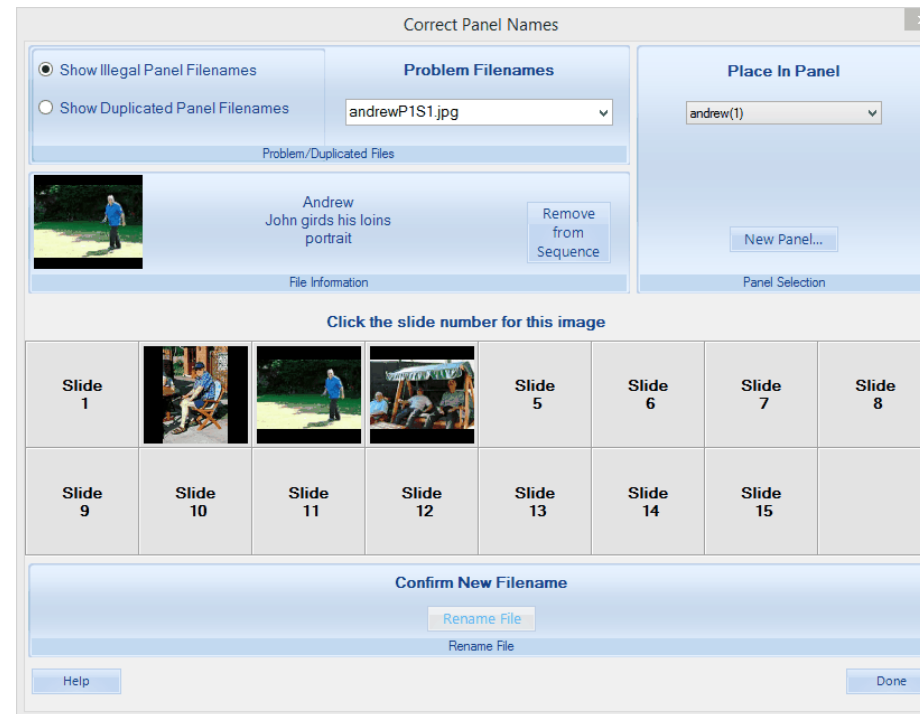 Correct Panel Names
Show Illegal Panel Filenames
Show Duplicated Panel Filenames
Problem Filenames
andrewP1S1.jpg
Problem/Duplicated Files
Place In Panel
andrew(1)
New Panel...
Panel Selection
Andrew
John girds his loins
portrait
Remove
from
Sequence
File Information
Click the slide number for this image
Slide
1
Slide
5
Slide
6
Slide
7
Slide
8
Slide
9
Slide
10
Slide
11
Slide
12
Slide
13
Slide
14
Slide
15
Confirm New Filename
Rename File
Rename File
Help
Done